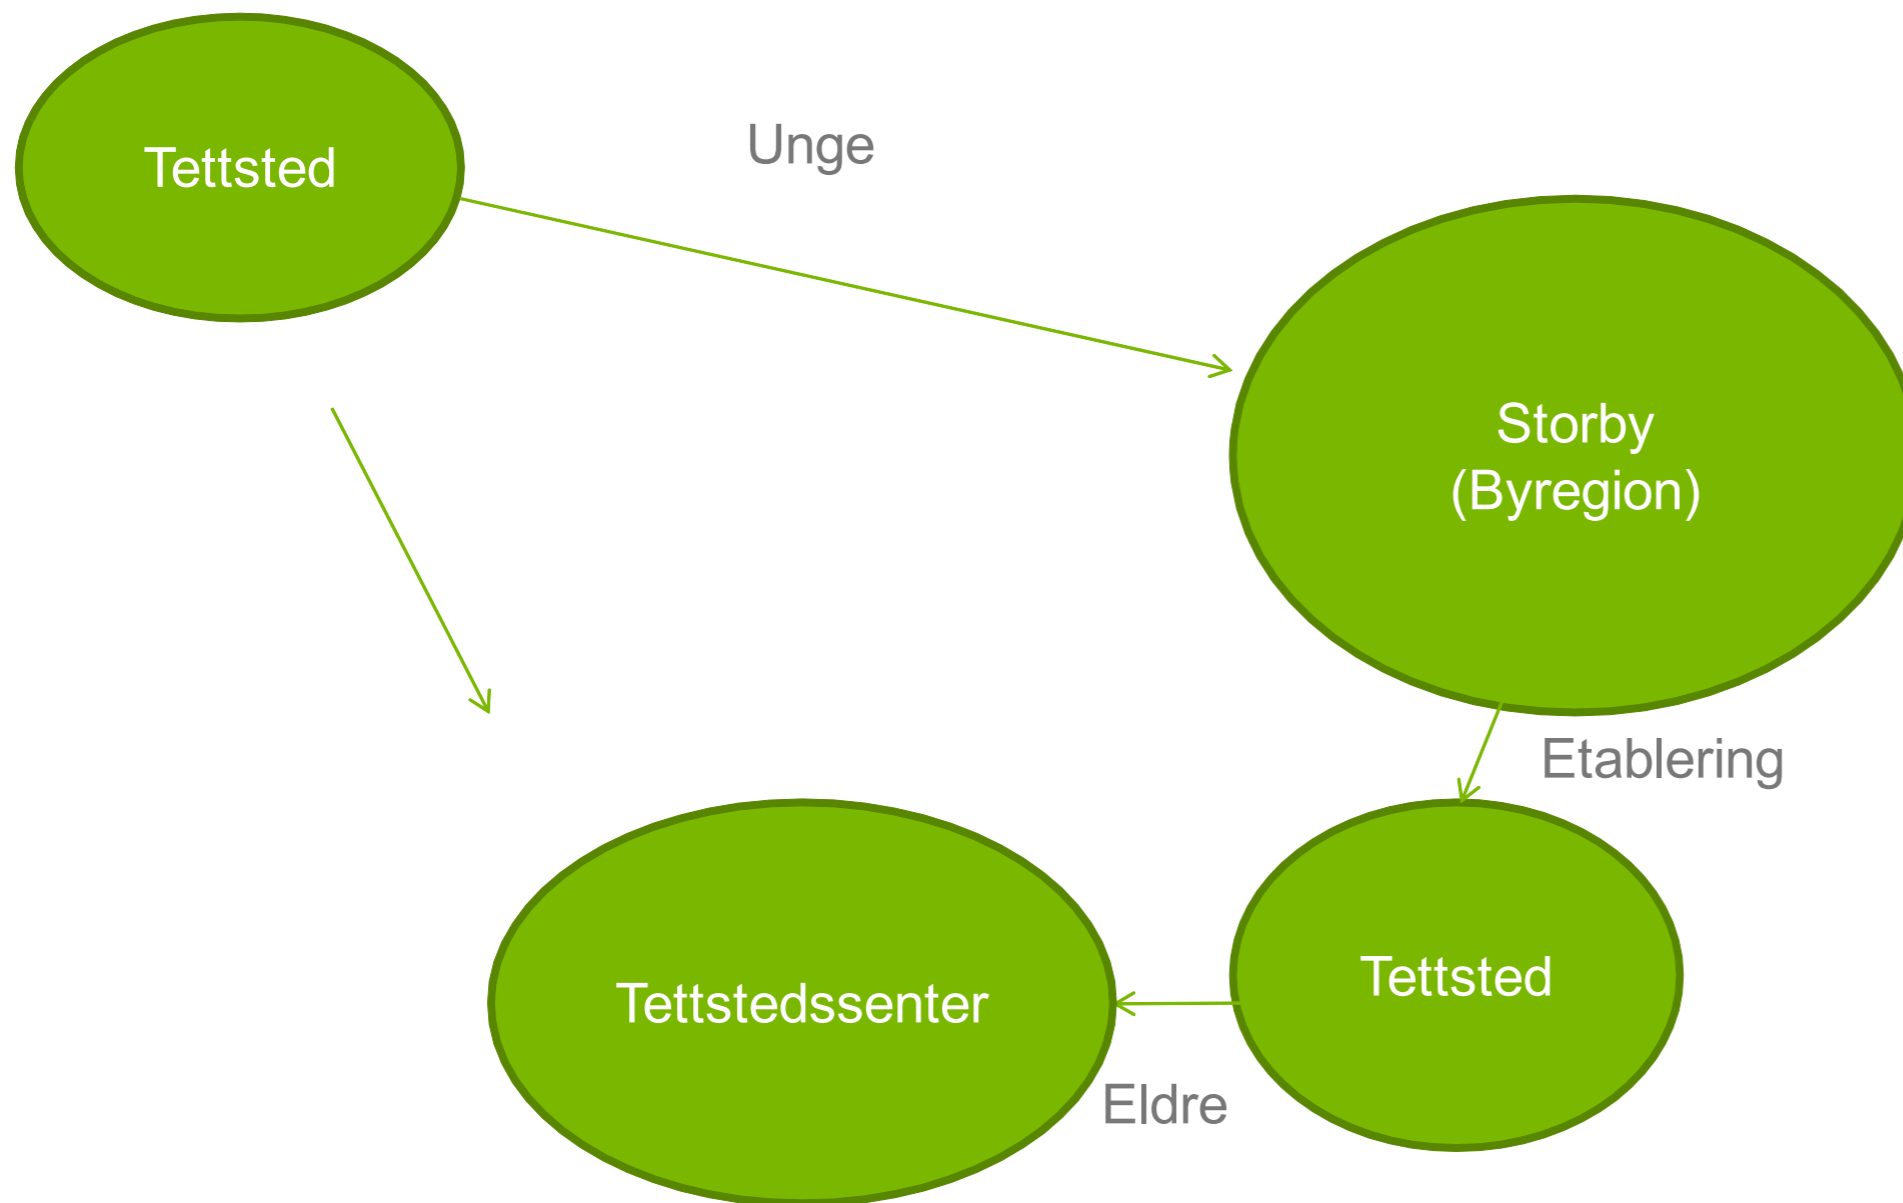 Tettsted
Unge
Storby
(Byregion)
Etablering
Tettsted
Tettstedssenter
Eldre